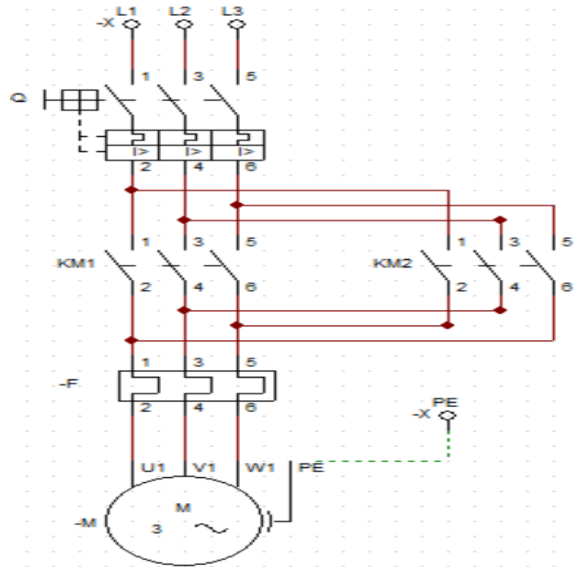 L1 L2 L3
-X
1 3 5
Q
I> I> I>
2 4 6
1 3 5 1 3 5
KM1 KM2
2 4 6 2 4 6
1 3 5
-F
2 4 6
PE
-X
U1 V1 W1 PE
M
-M
3